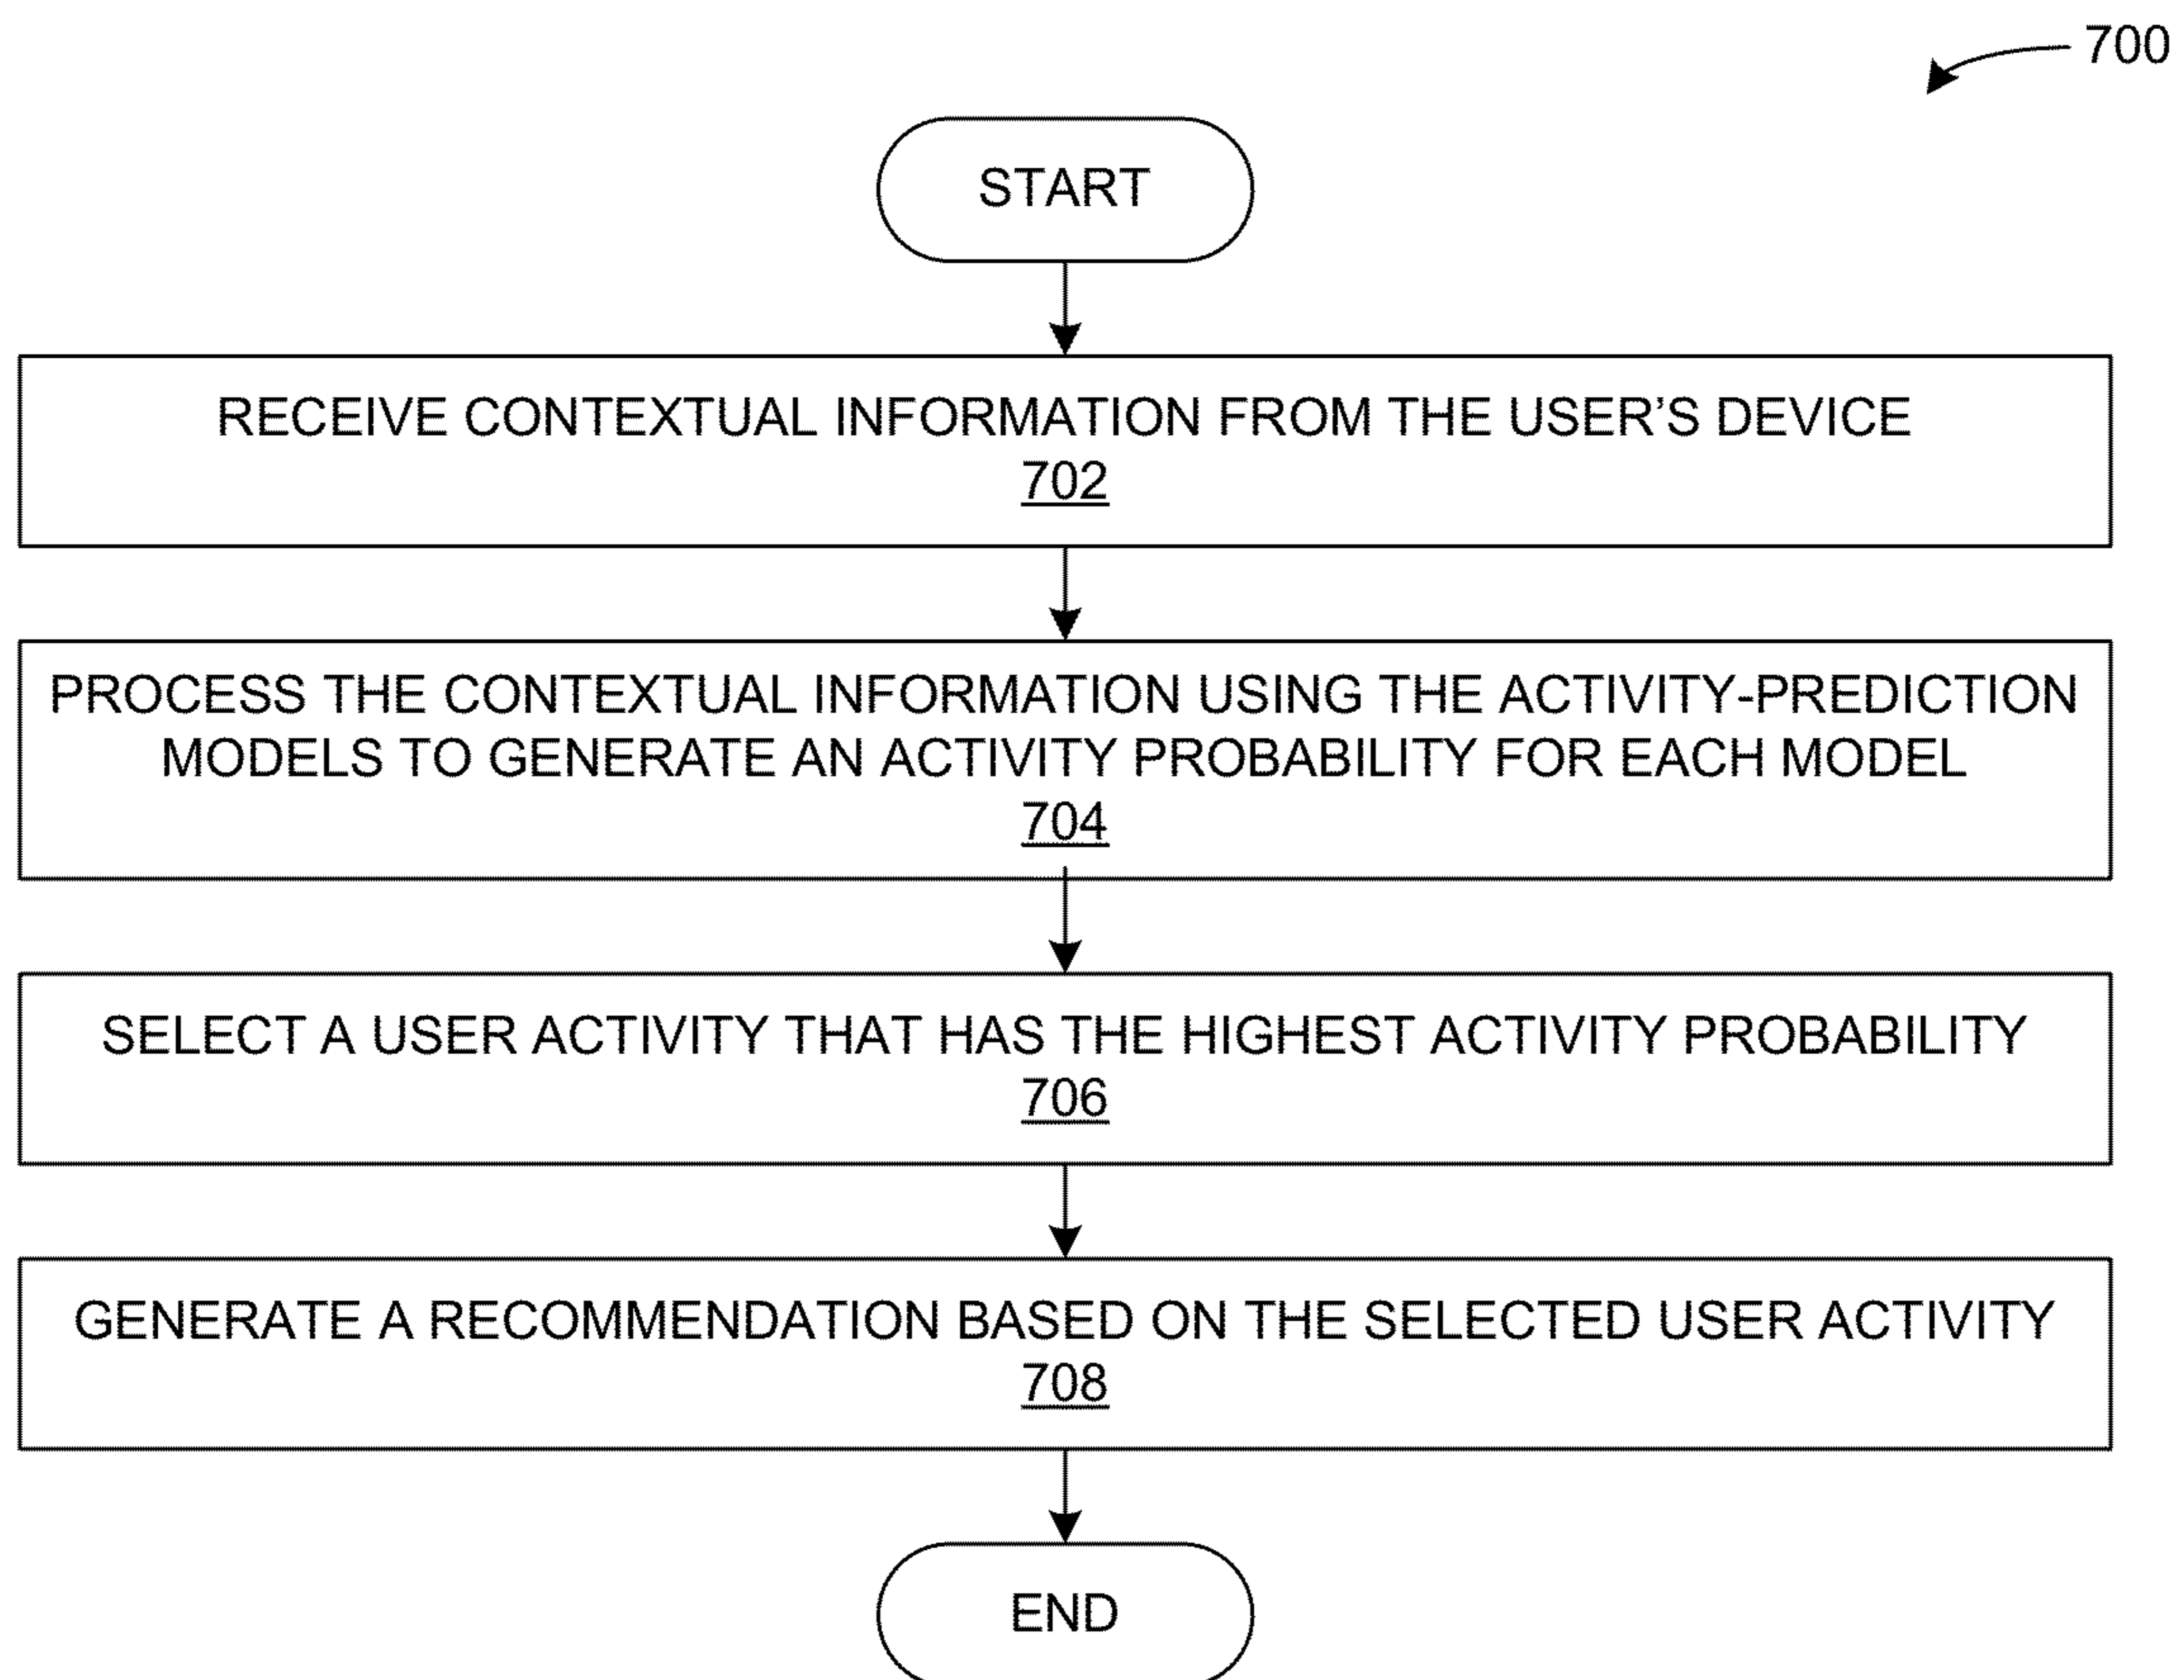 700
START
RECEIVE CONTEXTUAL INFORMATION FROM THE USER’S DEVICE
702
PROCESS THE CONTEXTUAL INFORMATION USING THE ACTIVITY-PREDICTION
MODELS TO GENERATE AN ACTIVITY PROBABILITY FOR EACH MODEL
704
SELECT A USER ACTIVITY THAT HAS THE HIGHEST ACTIVITY PROBABILITY
706
GENERATE A RECOMMENDATION BASED ON THE SELECTED USER ACTIVITY
708
END